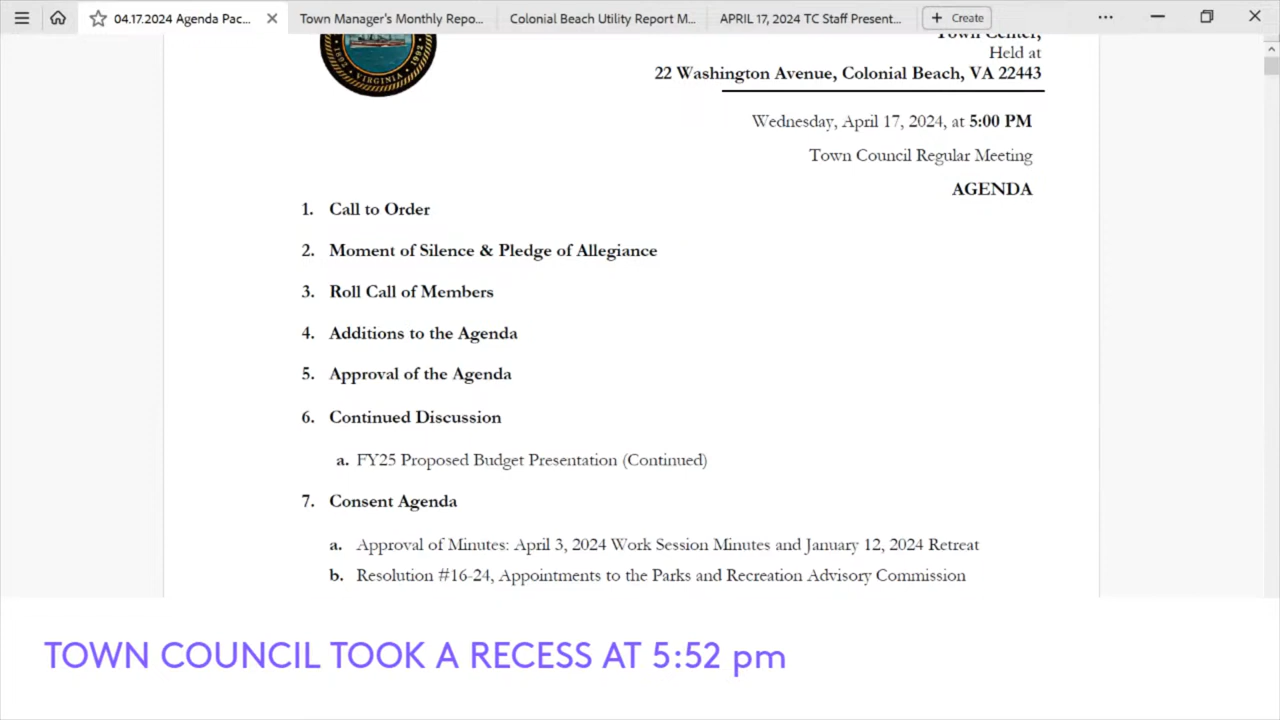 04.17.2024 Agenda Pac...
Town Manager's Monthly Repo...
Colonial Beach Utility Report M...
APRIL 17, 2024 TC Staff Present...
Create
Town Center,
Held at
22 Washington Avenue, Colonial Beach, VA 22443
1892 • VIRGINIA • 1992
Wednesday, April 17, 2024, at 5:00 PM
Town Council Regular Meeting
AGENDA
1. Call to Order
2. Moment of Silence & Pledge of Allegiance
3. Roll Call of Members
4. Additions to the Agenda
5. Approval of the Agenda
6. Continued Discussion
a. FY25 Proposed Budget Presentation (Continued)
7. Consent Agenda
a. Approval of Minutes: April 3, 2024 Work Session Minutes and January 12, 2024 Retreat
b. Resolution #16-24, Appointments to the Parks and Recreation Advisory Commission
TOWN COUNCIL TOOK A RECESS AT 5:52 pm